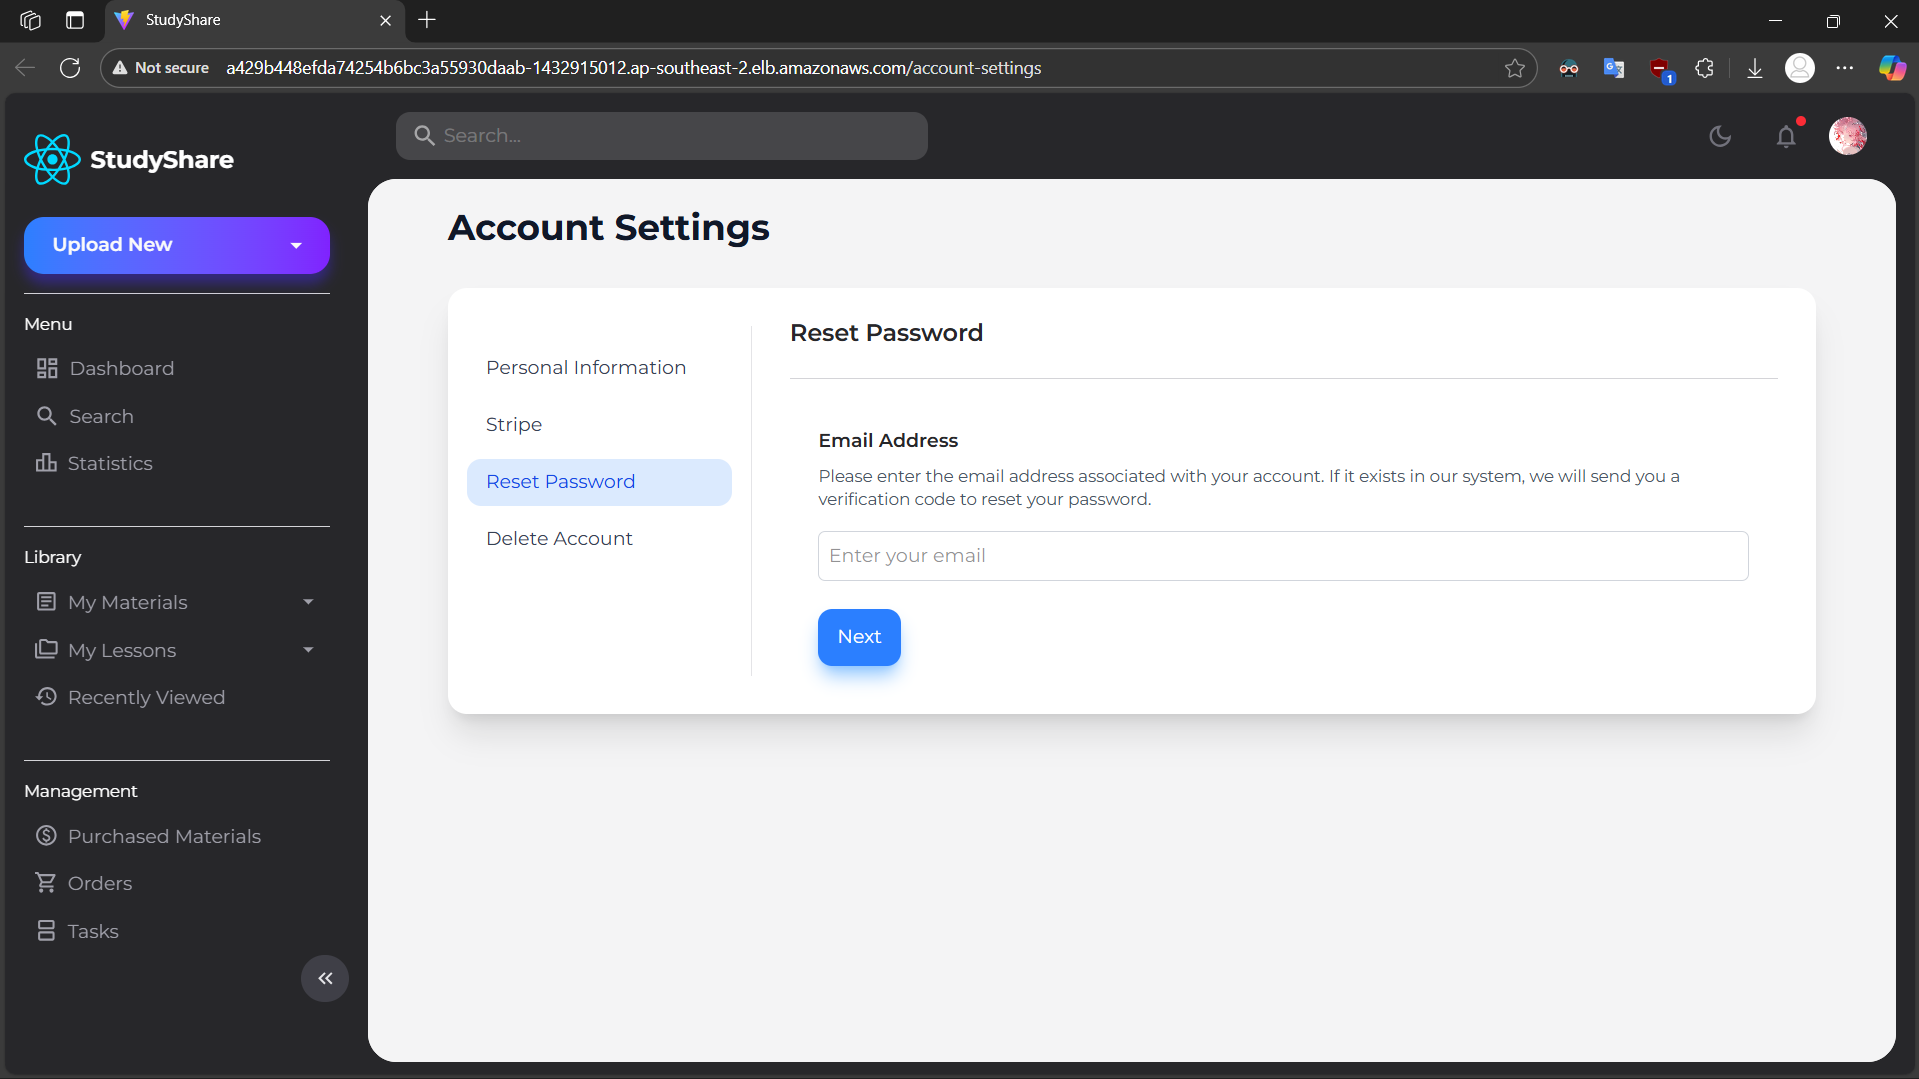 StudyShare
Not secure a429b448efda74254b6bc3a55930daab-1432915012.ap-southeast-2.elb.amazonaws.com/account-settings
1
StudyShare
Search...
Upload New
Menu
Dashboard
Search
Statistics
Library
My Materials
My Lessons
Recently Viewed
Management
Purchased Materials
Orders
Tasks
Account Settings
Personal Information
Stripe
Reset Password
Delete Account
Reset Password
Email Address
Please enter the email address associated with your account. If it exists in our system, we will send you a
verification code to reset your password.
Enter your email
Next